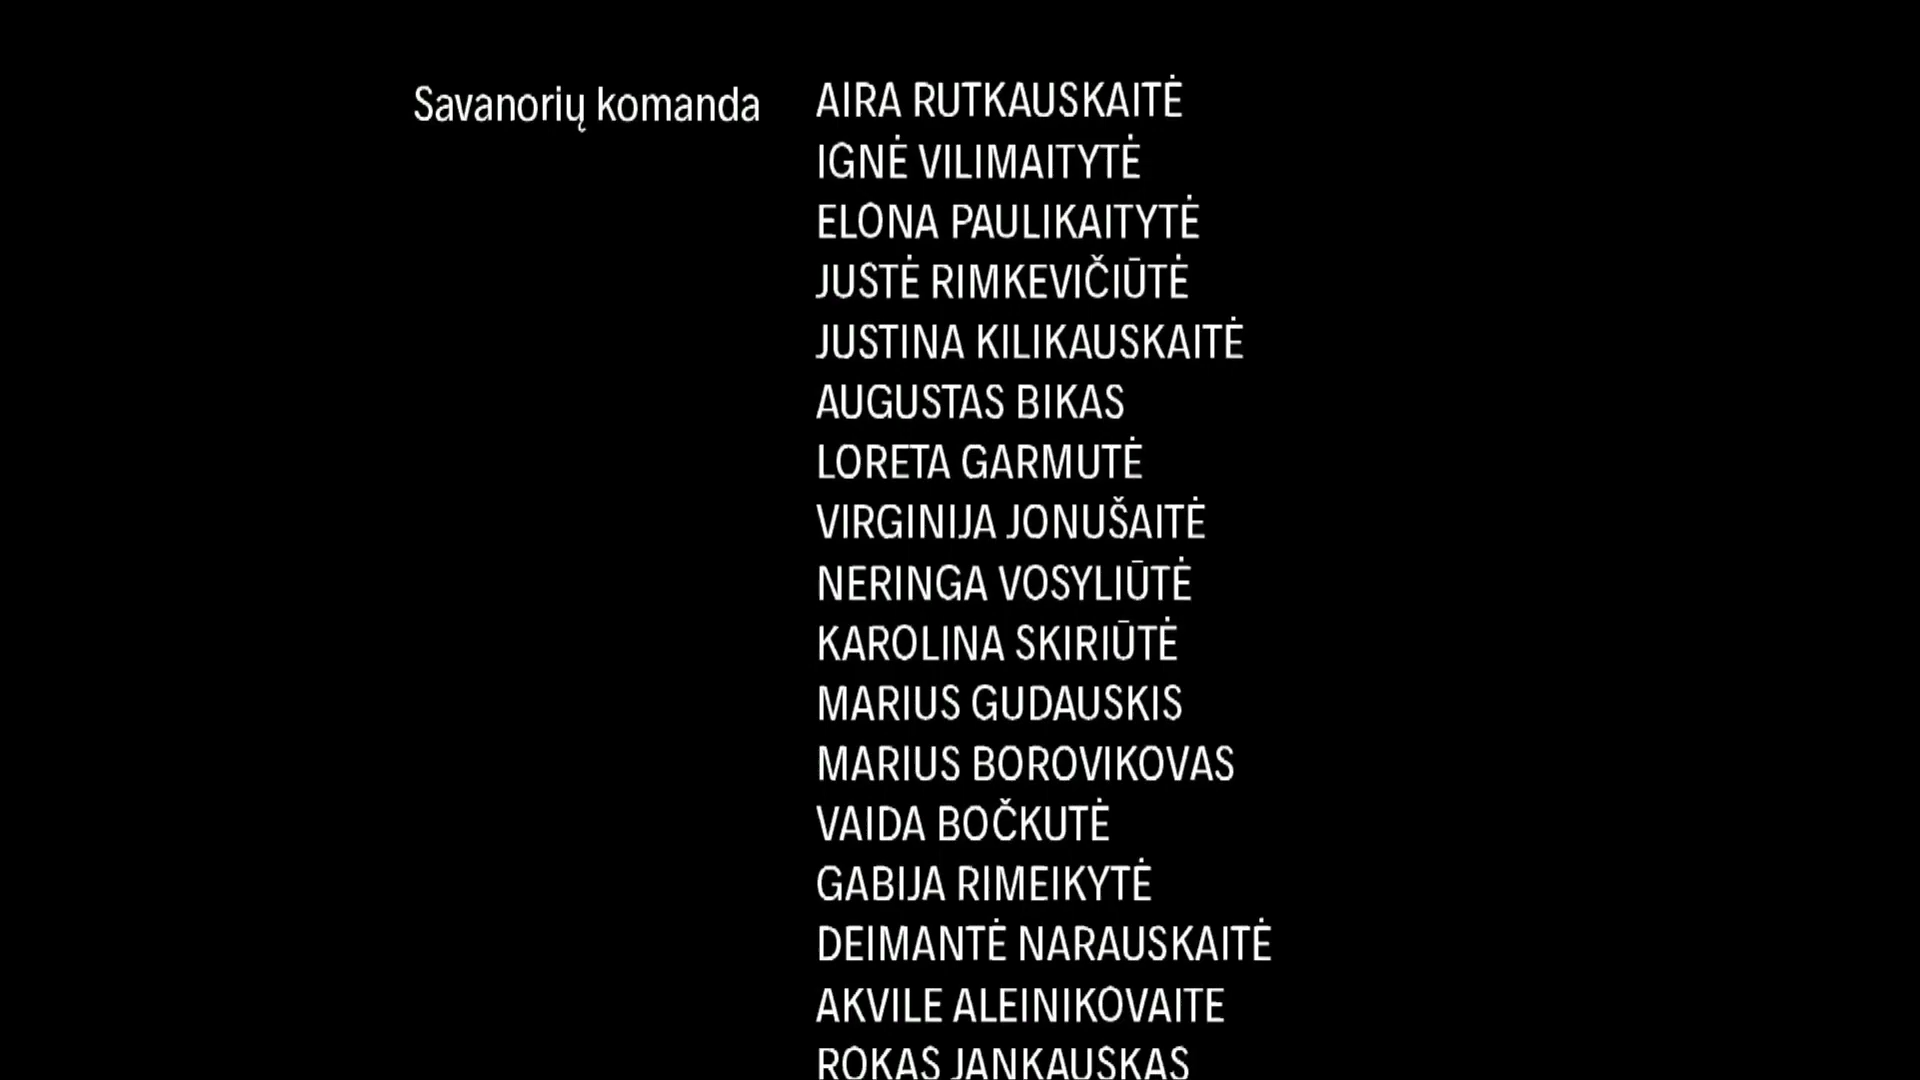 Savanorių komanda AIRA RUTKAUSKAITĖ
IGNĖ VILIMAITYTĖ
ELONA PAULIKAITYTĖ
JUSTĖ RIMKEVIČIŪTĖ
JUSTINA KILIKAUSKAITĖ
AUGUSTAS BIKAS
LORETA GARMUTĖ
VIRGINIJA JONUŠAITĖ
NERINGA VOSYLIŪTĖ
KAROLINA SKIRIŪTĖ
MARIUS GUDAUSKIS
MARIUS BOROVIKOVAS
VAIDA BOČKUTĖ
GABIJA RIMEIKYTĖ
DEIMANTĖ NARAUSKAITĖ
AKVILE ALEINIKOVAITE
ROKAS JANKAUSKAS